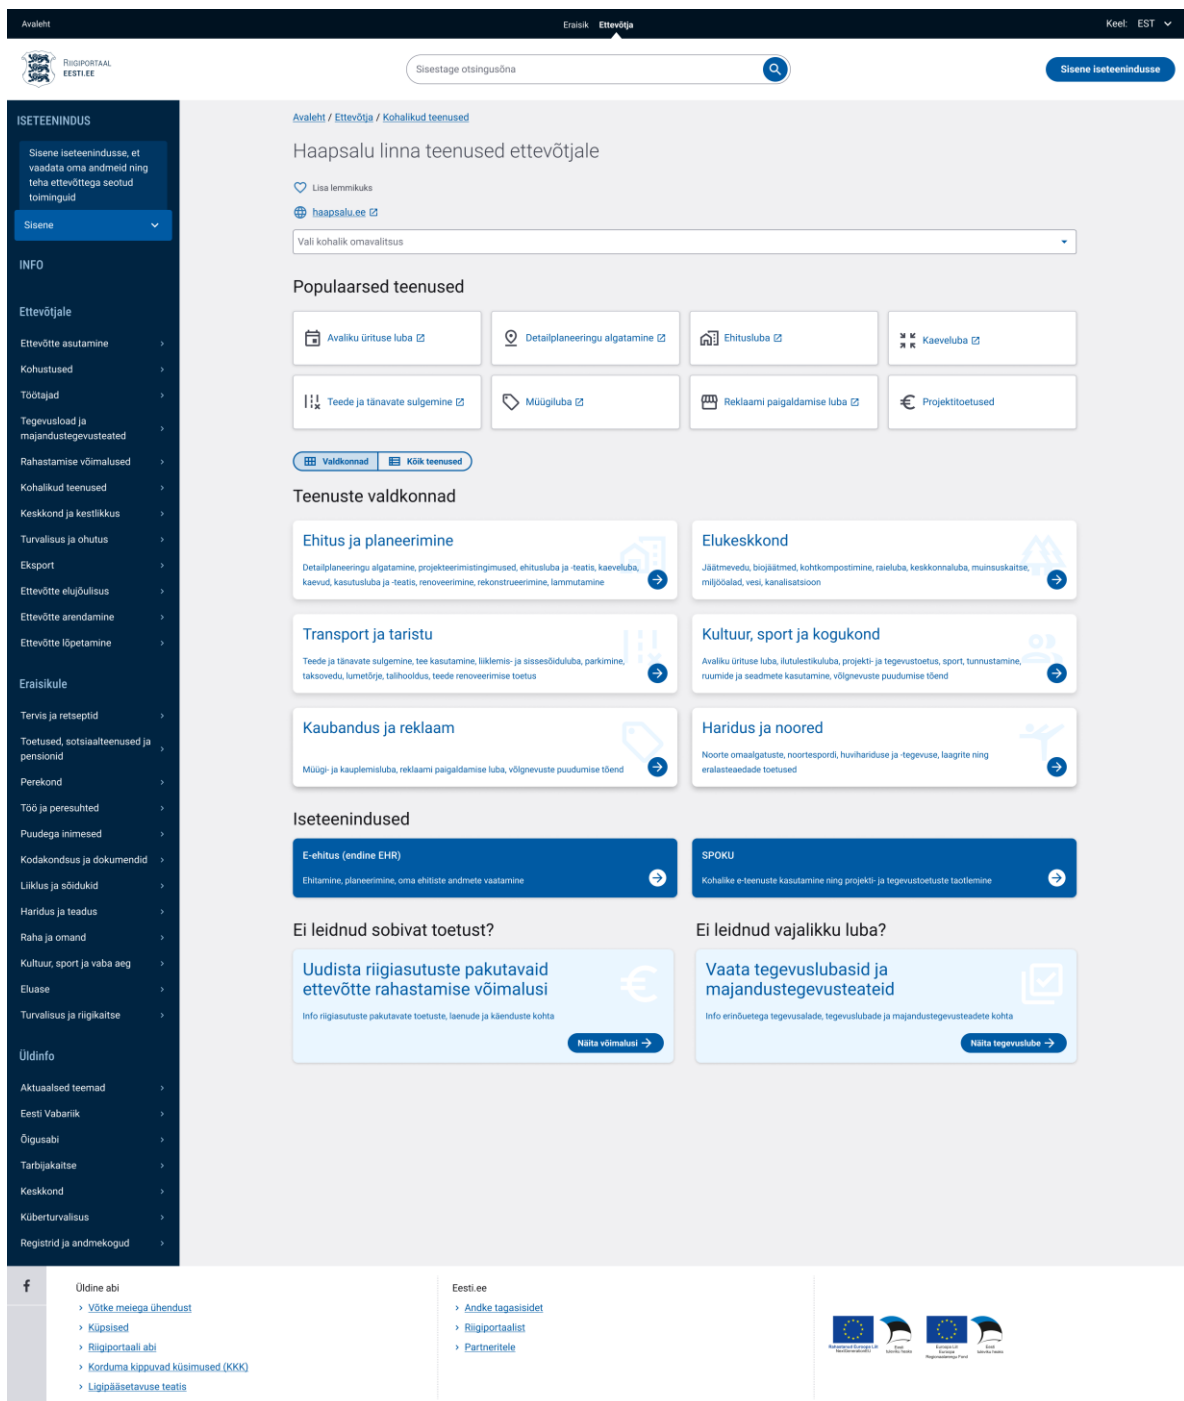 Avaleht
Eraisik Ettevõtja
Keel: EST
RIIGIPORTAAL
EESTI.EE
Sisestage otsingusõna
Sisene iseteenindusse
ISETEENINDUS
Sisene iseteenindusse, et
vaadata oma andmeid ning
teha ettevõttega seotud
toiminguid
Sisene
INFO
Ettevõtjale
Ettevõtte asutamine
Kohustused
Töötajad
Tegevusload ja
majandustegevusteated
Rahastamise võimalused
Kohalikud teenused
Keskkond ja kestlikkus
Turvalisus ja ohutus
Eksport
Ettevõtte elujõulisus
Ettevõtte arendamine
Ettevõtte lõpetamine
Eraisikule
Tervis ja retseptid
Toetused, sotsiaalteenused ja
pensionid
Perekond
Töö ja peresuhted
Puudega inimesed
Kodakondsus ja dokumendid
Liiklus ja sõidukid
Haridus ja teadus
Raha ja omand
Kultuur, sport ja vaba aeg
Eluase
Turvalisus ja riigikaitse
Üldinfo
Aktuaalsed teemad
Eesti Vabariik
Õigusabi
Tarbijakaitse
Keskkond
Küberturvalisus
Registrid ja andmekogud
Avaleht / Ettevõtja / Kohalikud teenused
Haapsalu linna teenused ettevõtjale
Lisa lemmikuks
haapsalu.ee
Vali kohalik omavalitsus
Populaarsed teenused
Avaliku ürituse luba
Detailplaneeringu algatamine
Ehitusluba
Kaeveluba
Teede ja tänavate sulgemine
Müügiluba
Reklaami paigaldamise luba
Projektitoetused
Valdkonnad
Kõik teenused
Teenuste valdkonnad
Ehitus ja planeerimine
Detailplaneeringu algatamine, projekteerimistingimused, ehitusluba ja -teatis, kaeveluba,
kaevud, kasutusluba ja -teatis, renoveerimine, rekonstrueerimine, lammutamine
Elukeskkond
Jäätmevedu, biojäätmed, kohtkompostimine, raieluba, keskkonnaluba, muinsuskaitse,
miljööalad, vesi, kanalisatsioon
Transport ja taristu
Teede ja tänavate sulgemine, tee kasutamine, liiklemis- ja sissesõiduluba, parkimine,
taksovedu, lumetõrje, talihooldus, teede renoveerimise toetus
Kultuur, sport ja kogukond
Avaliku ürituse luba, ilutulestikuluba, projekti- ja tegevustoetus, sport, tunnustamine,
ruumide ja seadmete kasutamine, võlgnevuste puudumise tõend
Kaubandus ja reklaam
Müügi- ja kauplemisluba, reklaami paigaldamise luba, võlgnevuste puudumise tõend
Haridus ja noored
Noorte omaalgatuste, noortespordi, huvihariduse ja -tegevuse, laagrite ning
eralasteaedade toetused
Iseteenindused
E-ehitus (endine EHR)
Ehitamine, planeerimine, oma ehitiste andmete vaatamine
SPOKU
Kohalike e-teenuste kasutamine ning projekti- ja tegevustoetuste taotlemine
Ei leidnud sobivat toetust?
Uudista riigiasutuste pakutavaid
ettevõtte rahastamise võimalusi
Info riigiasutuste pakutavate toetuste, laenude ja käenduste kohta
Näita võimalusi
Ei leidnud vajalikku luba?
Vaata tegevuslubasid ja
majandustegevusteateid
Info erinõuetega tegevusalade, tegevuslubade ja majandustegevusteadete kohta
Näita tegevuslube
Üldine abi
Võtke meiega ühendust
Küpsised
Riigiportaali abi
Korduma kippuvad küsimused (KKK)
Ligipääsetavuse teatis
Eesti.ee
Andke tagasisidet
Riigiportaalist
Partneritele